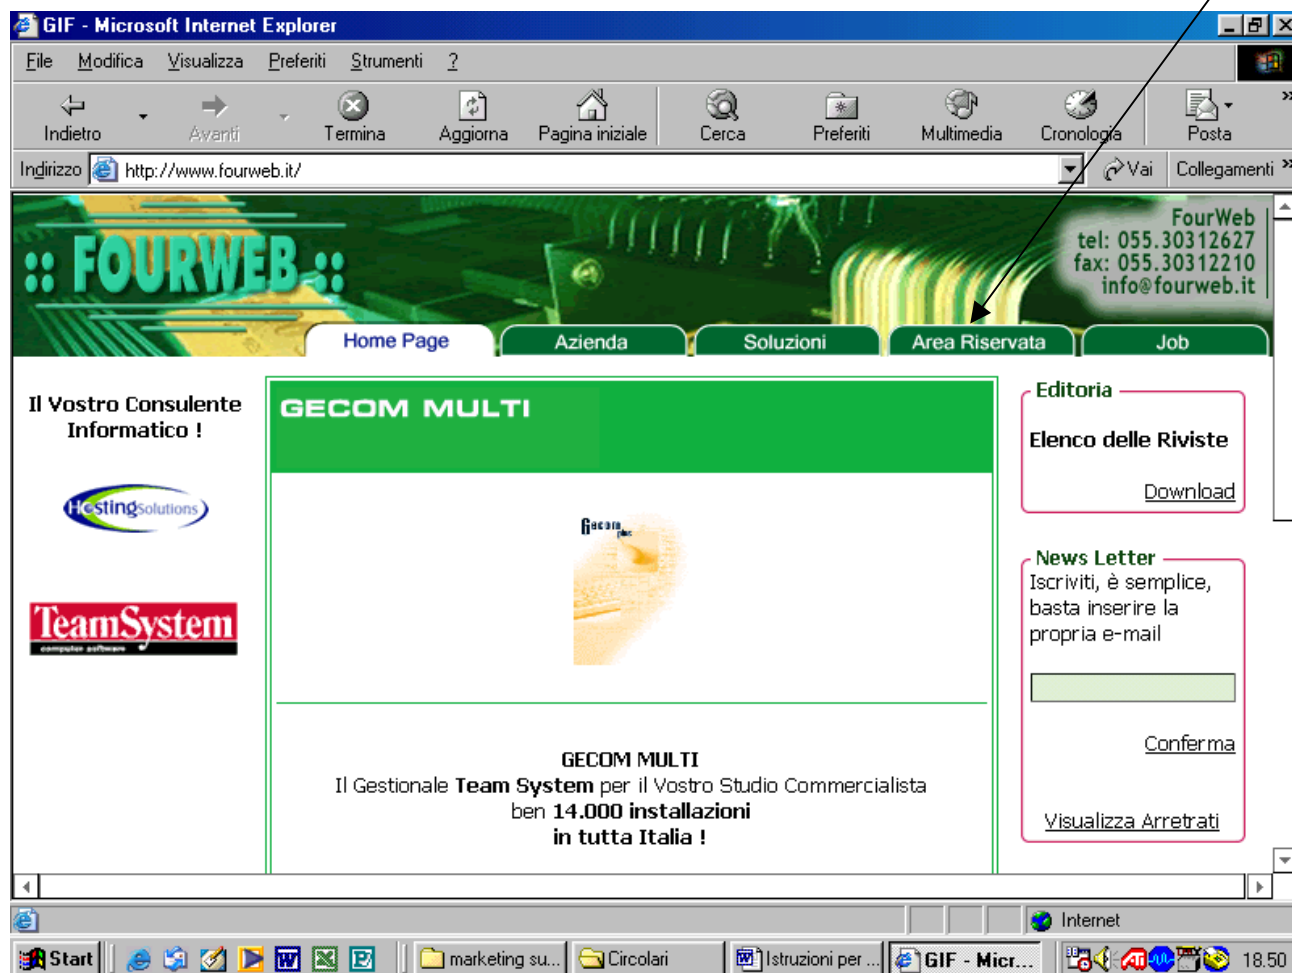 GIF - Microsoft Internet Explorer
File Modifica Visualizza Preferiti Strumenti ?
Indietro Avanti Termina Aggiorna Pagina iniziale Cerca Preferiti Multimedia Cronologia Posta »
Indirizzo http://www.fourweb.it/ Vai Collegamenti »
:: FOURWEB ::
FourWeb
tel: 055.30312627
fax: 055.30312210
info@fourweb.it
Home Page Azienda Soluzioni Area Riservata Job
Il Vostro Consulente
Informatico !
HostingSolutions
TeamSystem
computer software
GECOM MULTI
Gecom
plus
GECOM MULTI
Il Gestionale Team System per il Vostro Studio Commercialista
ben 14.000 installazioni
in tutta Italia !
Editoria
Elenco delle Riviste
Download
News Letter
Iscriviti, è semplice,
basta inserire la
propria e-mail
Conferma
Visualizza Arretrati
Internet
Start marketing su... Circolari Istruzioni per ... GIF - Micr... 18.50